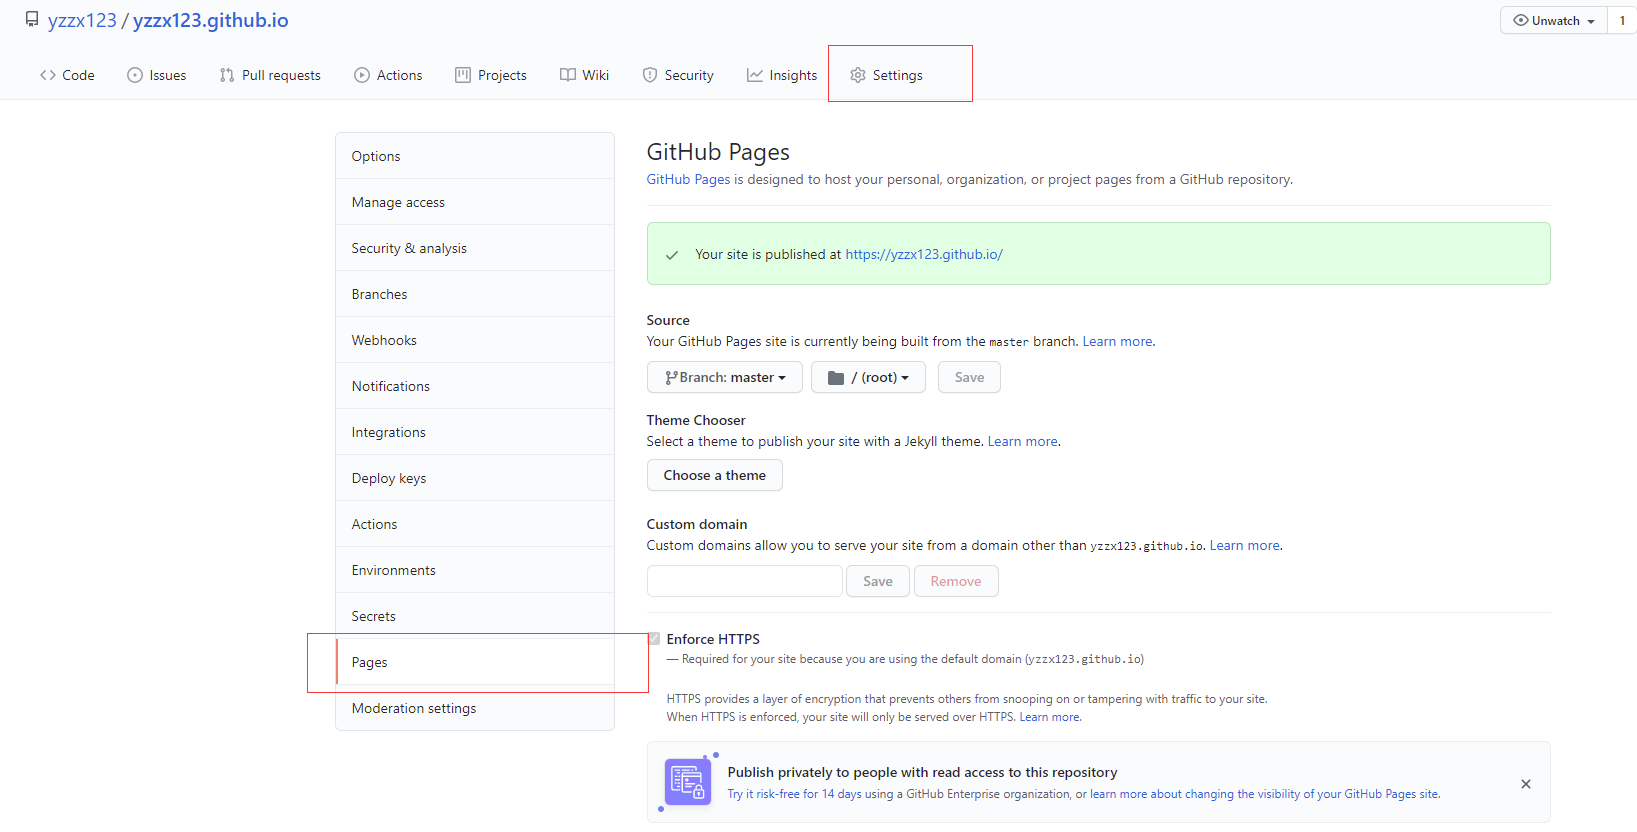 yzzx123 / yzzx123.github.io
Unwatch 1
Code Issues Pull requests Actions Projects Wiki Security Insights Settings
Options
Manage access
Security & analysis
Branches
Webhooks
Notifications
Integrations
Deploy keys
Actions
Environments
Secrets
Pages
Moderation settings
GitHub Pages
GitHub Pages is designed to host your personal, organization, or project pages from a GitHub repository.
Your site is published at https://yzzx123.github.io/
Source
Your GitHub Pages site is currently being built from the master branch. Learn more.
Branch: master / (root) Save
Theme Chooser
Select a theme to publish your site with a Jekyll theme. Learn more.
Choose a theme
Custom domain
Custom domains allow you to serve your site from a domain other than yzzx123.github.io. Learn more.
Save Remove
Enforce HTTPS
— Required for your site because you are using the default domain (yzzx123.github.io)
HTTPS provides a layer of encryption that prevents others from snooping on or tampering with traffic to your site.
When HTTPS is enforced, your site will only be served over HTTPS. Learn more.
Publish privately to people with read access to this repository
Try it risk-free for 14 days using a GitHub Enterprise organization, or learn more about changing the visibility of your GitHub Pages site.